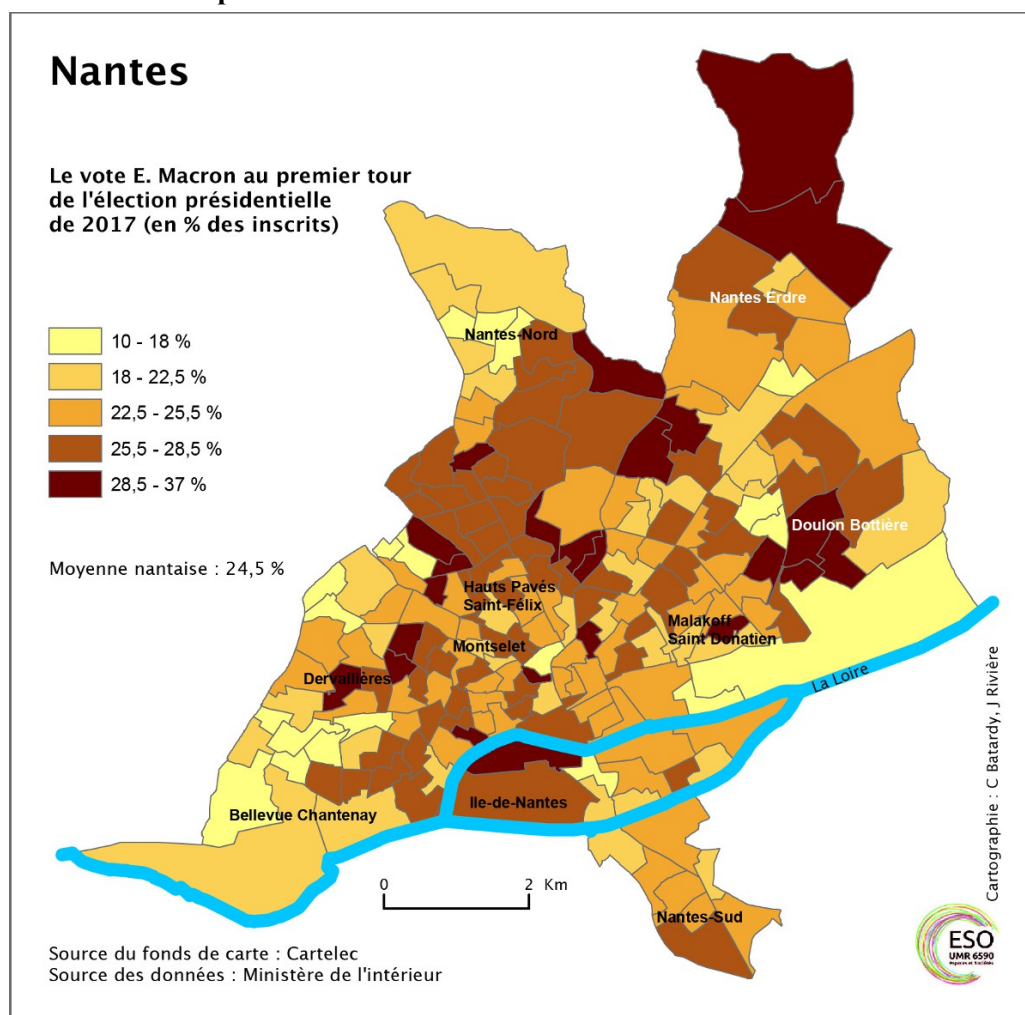 Nantes
Le vote E. Macron au premier tour
de l'élection présidentielle
de 2017 (en % des inscrits)
10 - 18 %
18 - 22,5 %
22,5 - 25,5 %
25,5 - 28,5 %
28,5 - 37 %
Moyenne nantaise : 24,5 %
Nantes Erdre
Nantes-Nord
Doulon Bottière
Hauts Pavés
Saint-Félix
Malakoff
Saint Donatien
Montselet
Dervallières
La Loire
Ile-de-Nantes
Bellevue Chantenay
Nantes-Sud
0 2 Km
Cartographie : C Batardy, J Rivière
Source du fonds de carte : Cartelec
Source des données : Ministère de l'intérieur
ESO
UMR 6590